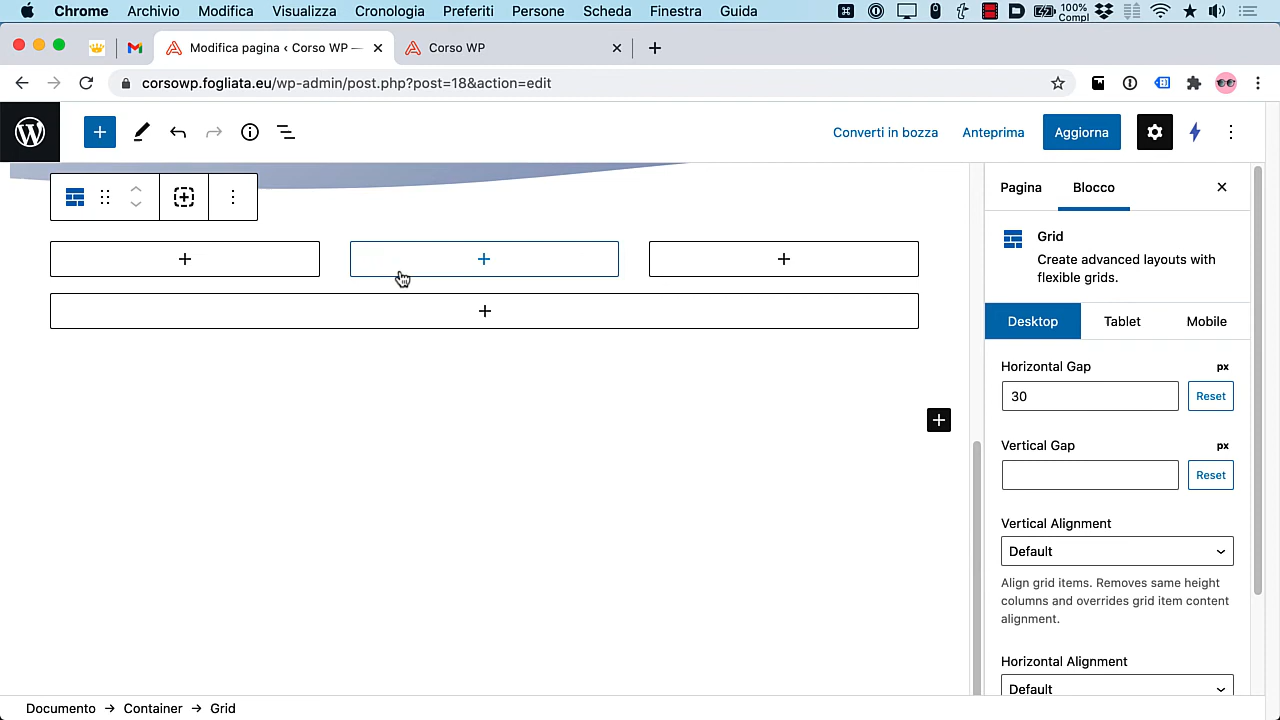 Chrome Archivio Modifica Visualizza Cronologia Preferiti Persone Scheda Finestra Guida 100% Compl
Modifica pagina ‹ Corso WP — Corso WP
corsowp.fogliata.eu/wp-admin/post.php?post=18&action=edit
Converti in bozza Anteprima Aggiorna
Pagina Blocco
Grid
Create advanced layouts with
flexible grids.
Desktop Tablet Mobile
Horizontal Gap px
30 Reset
Vertical Gap px
Reset
Vertical Alignment
Default
Align grid items. Removes same height
columns and overrides grid item content
alignment.
Horizontal Alignment
Default
Documento → Container → Grid